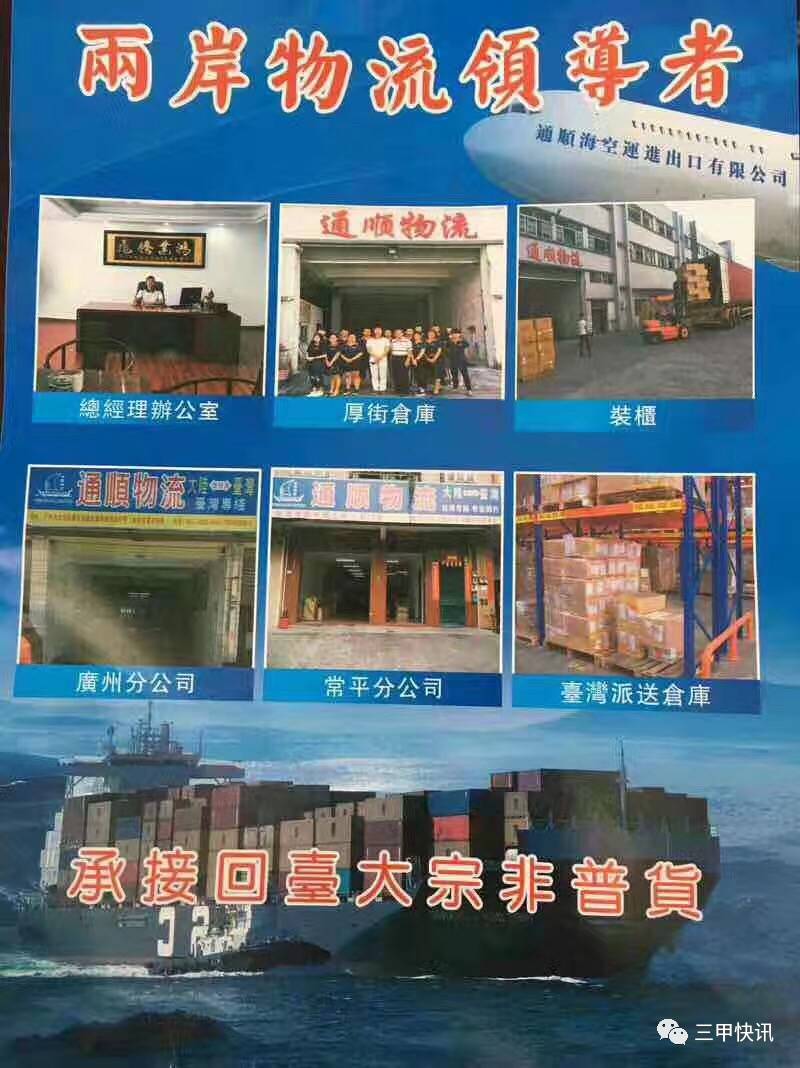 兩岸物流領導者
通順海空運進出口有限公司
通順物流
通順物流
總經理辦公室
厚街倉庫
裝櫃
通順物流
大陸
臺灣
臺灣專綫
通順物流
大陸
臺灣
廣州分公司
常平分公司
臺灣派送倉庫
承接回臺大宗非普貨
三甲快讯